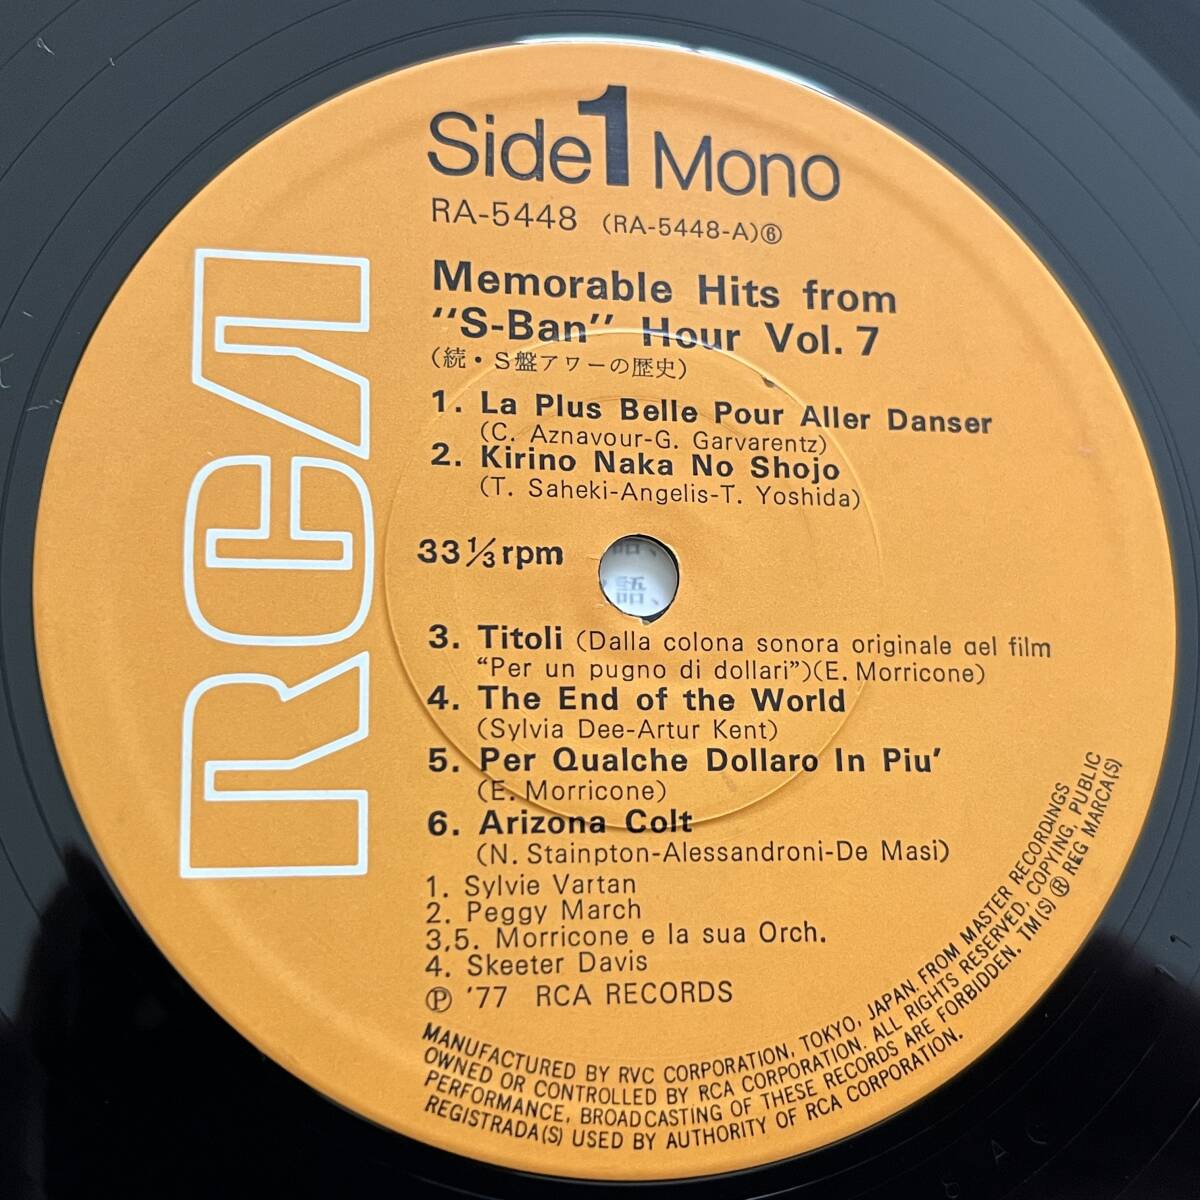 Side 1 Mono
RA-5448 (RA-5448-A)⑥
Memorable Hits from
"S-Ban" Hour Vol. 7
(続・S盤アワーの歴史)
1. La Plus Belle Pour Aller Danser
(C. Aznavour-G. Garvarentz)
2. Kirino Naka No Shojo
(T. Saheki-Angelis-T. Yoshida)
RCA
33⅓ rpm
語、
3. Titoli (Dalla colona sonora originale del film
"Per un pugno di dollari")(E. Morricone)
4. The End of the World
(Sylvia Dee-Artur Kent)
5. Per Qualche Dollaro In Piu'
(E. Morricone)
6. Arizona Colt
(N. Stainpton-Alessandroni-De Masi)
1. Sylvie Vartan
2. Peggy March
3,5. Morricone e la sua Orch.
4. Skeeter Davis
℗ '77 RCA RECORDS
MANUFACTURED BY RVC CORPORATION, TOKYO, JAPAN. FROM MASTER RECORDINGS
OWNED OR CONTROLLED BY RCA CORPORATION. ALL RIGHTS RESERVED, COPYING, PUBLIC
PERFORMANCE, BROADCASTING OF THESE RECORDS ARE FORBIDDEN. TM(S) ® REG MARCA(S)
REGISTRADA(S) USED BY AUTHORITY OF RCA CORPORATION.